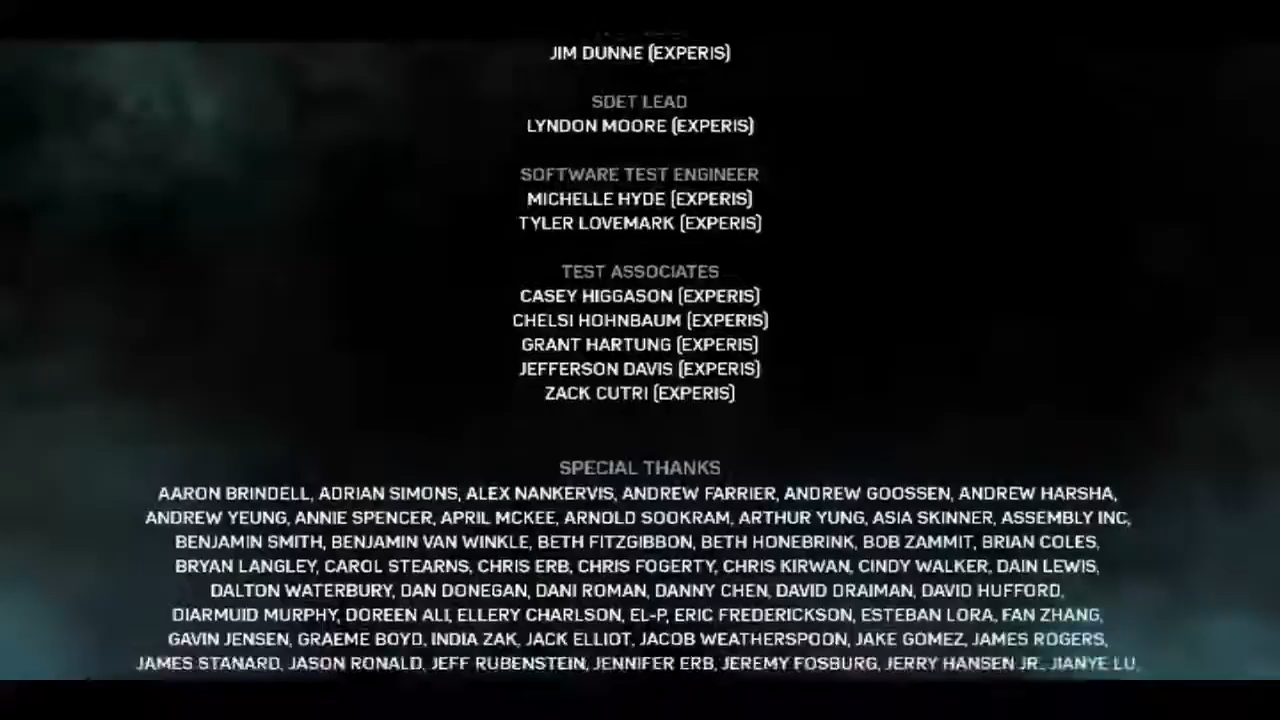 JIM DUNNE (EXPERIS)
SDET LEAD
LYNDON MOORE (EXPERIS)
SOFTWARE TEST ENGINEER
MICHELLE HYDE (EXPERIS)
TYLER LOVEMARK (EXPERIS)
TEST ASSOCIATES
CASEY HIGGASON (EXPERIS)
CHELSI HOHNBAUM (EXPERIS)
GRANT HARTUNG (EXPERIS)
JEFFERSON DAVIS (EXPERIS)
ZACK CUTRI (EXPERIS)
SPECIAL THANKS
AARON BRINDELL, ADRIAN SIMONS, ALEX NANKERVIS, ANDREW FARRIER, ANDREW GOOSSEN, ANDREW HARSHA,
ANDREW YEUNG, ANNIE SPENCER, APRIL MCKEE, ARNOLD SOOKRAM, ARTHUR YUNG, ASIA SKINNER, ASSEMBLY INC,
BENJAMIN SMITH, BENJAMIN VAN WINKLE, BETH FITZGIBBON, BETH HONEBRINK, BOB ZAMMIT, BRIAN COLES,
BRYAN LANGLEY, CAROL STEARNS, CHRIS ERB, CHRIS FOGERTY, CHRIS KIRWAN, CINDY WALKER, DAIN LEWIS,
DALTON WATERBURY, DAN DONEGAN, DANI ROMAN, DANNY CHEN, DAVID DRAIMAN, DAVID HUFFORD,
DIARMUID MURPHY, DOREEN ALI, ELLERY CHARLSON, EL-P, ERIC FREDERICKSON, ESTEBAN LORA, FAN ZHANG,
GAVIN JENSEN, GRAEME BOYD, INDIA ZAK, JACK ELLIOT, JACOB WEATHERSPOON, JAKE GOMEZ, JAMES ROGERS,
JAMES STANARD, JASON RONALD, JEFF RUBENSTEIN, JENNIFER ERB, JEREMY FOSBURG, JERRY HANSEN JR., JIANYE LU,